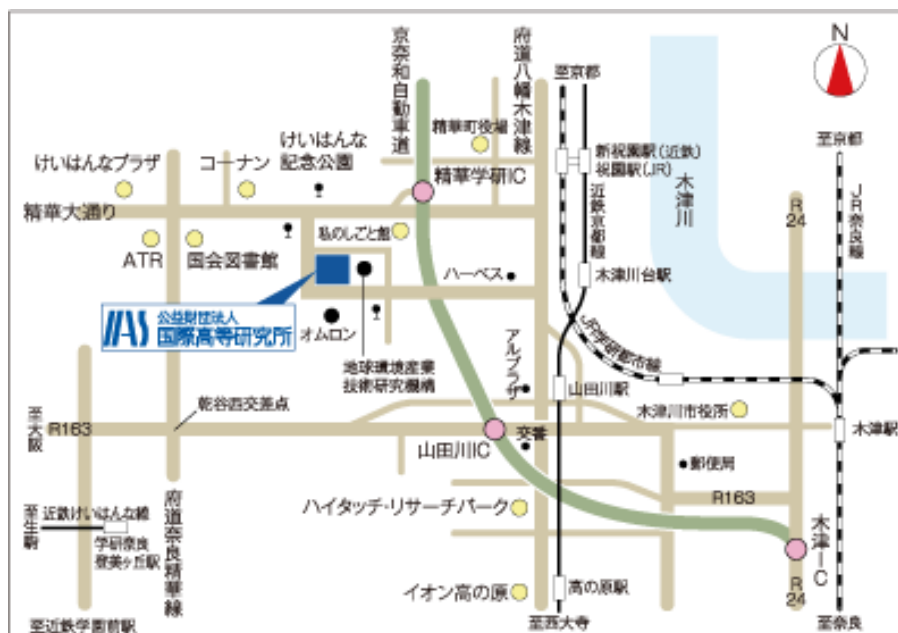 N
京奈和自動車道
府道八幡木津線
至京都
至京都
精華町役場
けいはんな
記念公園
けいはんなプラザ
コーナン
精華学研IC
新祝園駅(近鉄)
祝園駅(JR)
近鉄京都線
木津川
R
24
JR奈良線
精華大通り
私のしごと館
ATR
国会図書館
ハーベス
木津川台駅
IIAS
公益財団法人
国際高等研究所
オムロン
JR学研都市線
地球環境産業
技術研究機構
アルプラザ
山田川駅
木津川市役所
至大阪
R163
乾谷西交差点
山田川IC
交番
木津駅
郵便局
R163
ハイタッチ・リサーチパーク
至生駒
近鉄けいはんな線
学研奈良
登美ヶ丘駅
府道奈良精華線
木津IC
イオン高の原
高の原駅
R
24
至近鉄学園前駅
至西大寺
至奈良